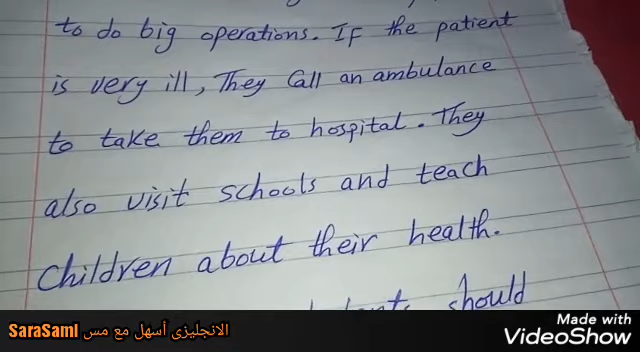 to do big operations. If the patient
is very ill, They Call an ambulance
to take them to hospital. They
also visit schools and teach
children about their health.
should
SaraSamI الانجليزى أسهل مع مس
Made with
VideoShow